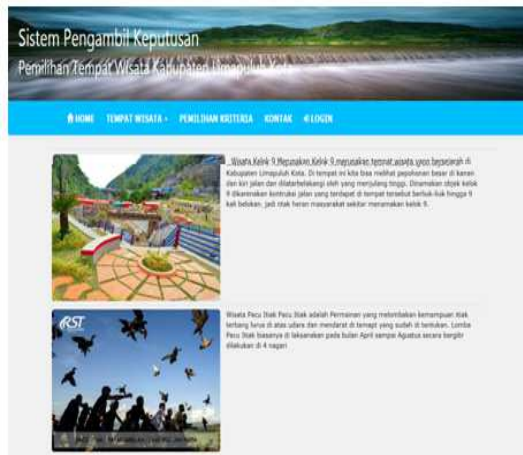 Sistem Pengambil Keputusan
Pemilihan Tempat Wisata Kabupaten Limapuluh Kota
HOME TEMPAT WISATA PEMILIHAN KRITERIA KONTAK LOGIN
Wisata Kelok 9 Merupakan Kelok 9 merupakan tempat wisata yang bersejarah di
Kabupaten Limapuluh Kota. Di tempat ini kita bisa melihat pepohonan besar di kanan
dan kiri jalan dan dilatarbelakangi oleh yang menjulang tinggi. Dinamakan objek kelok
9 dikarenakan kontruksi jalan yang terdapat di tempat tersebut berliuk-liuk hingga 9
kali belokan, jadi ntak heran masyarakat sekitar menamakan kelok 9.
RST
Wisata Pacu Itiak Pacu Itiak adalah Permainan yang melombakan kemampuan itiak
terbang lurus di atas udara dan mendarat di temapt yang sudah di tentukan. Lomba
Pacu Itiak biasanya di laksanakan pada bulan April sampai Agustus secara bergilir
dilakukan di 4 nagari